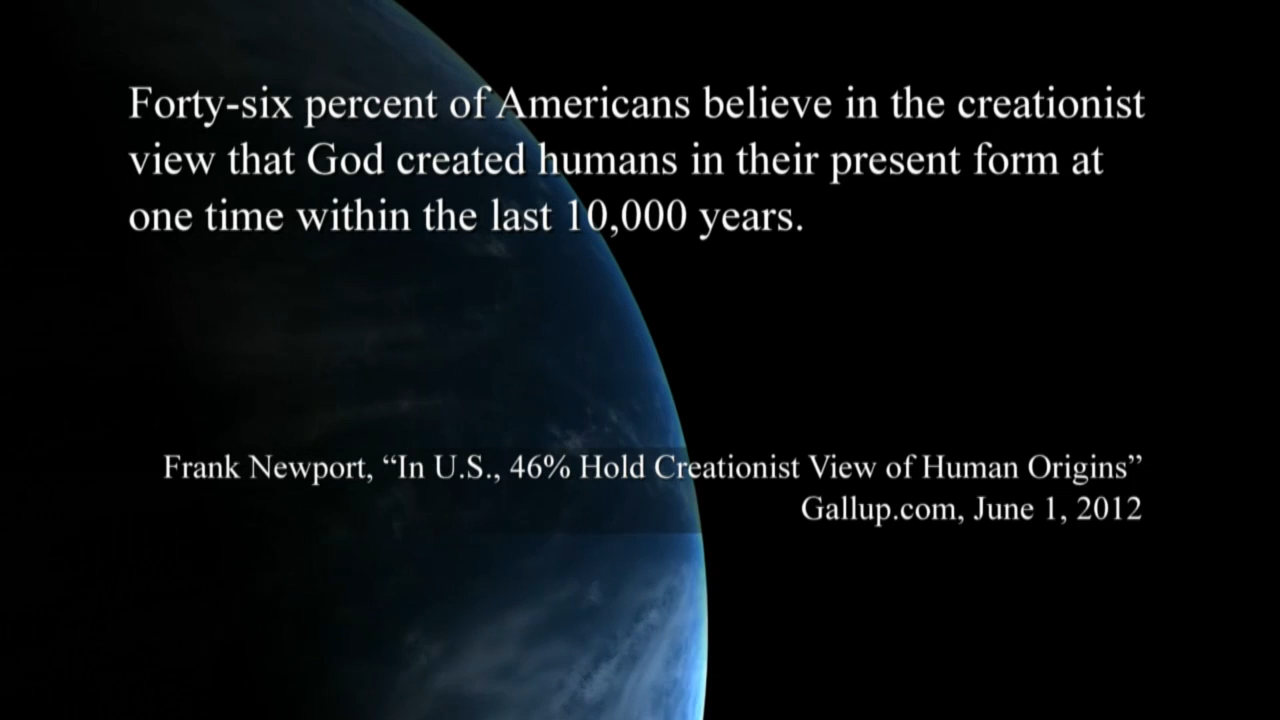 Forty-six percent of Americans believe in the creationist
view that God created humans in their present form at
one time within the last 10,000 years.
Frank Newport, “In U.S., 46% Hold Creationist View of Human Origins”
Gallup.com, June 1, 2012